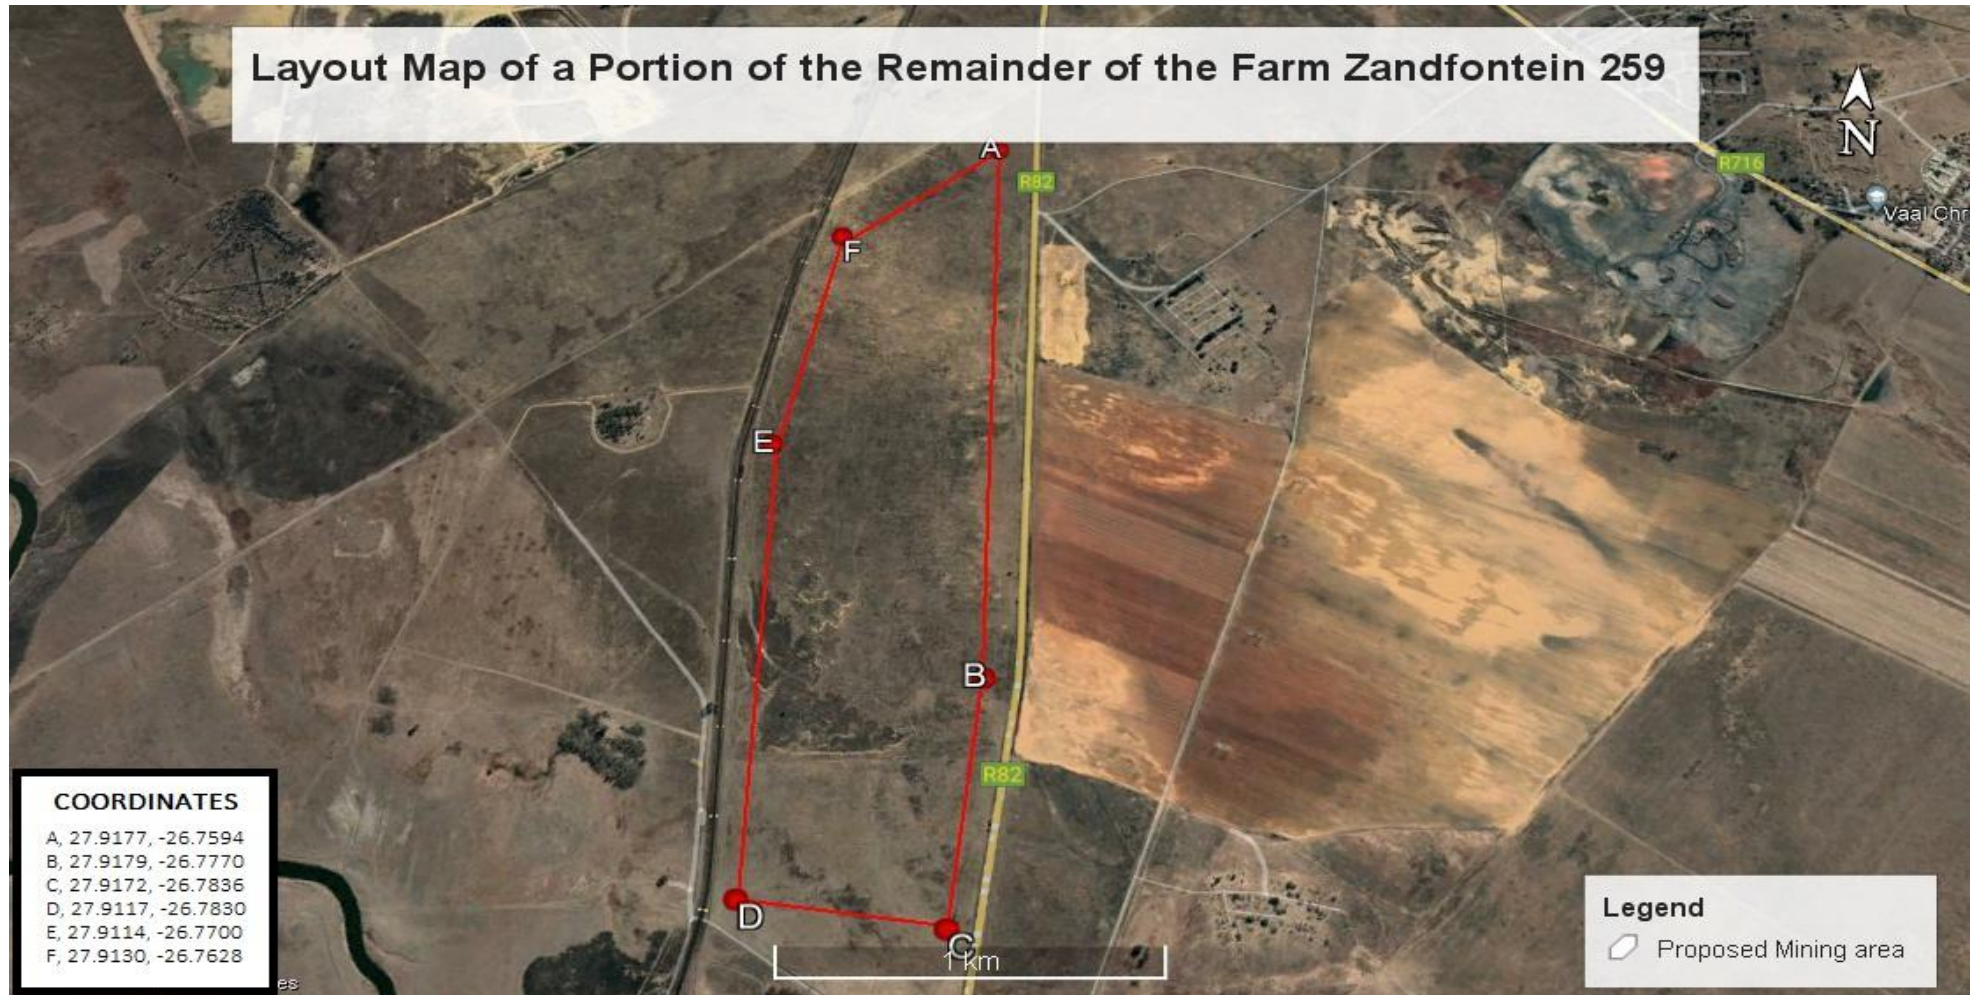 Layout Map of a Portion of the Remainder of the Farm Zandfontein 259
N
A
R82
R716
Vaal Chr
F
E
B
R82
D
C
1 km
COORDINATES
A, 27.9177, -26.7594
B, 27.9179, -26.7770
C, 27.9172, -26.7836
D, 27.9117, -26.7830
E, 27.9114, -26.7700
F, 27.9130, -26.7628
es
Legend
Proposed Mining area